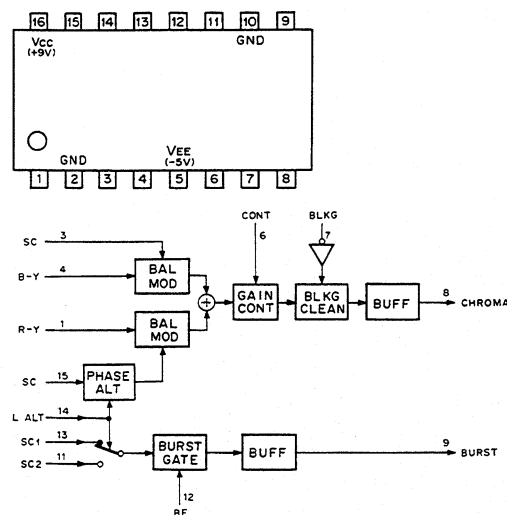 16 15 14 13 12 11 10 9
VCC GND
(+9V)
VEE
GND (-5V)
1 2 3 4 5 6 7 8
CONT BLKG
SC 3 6 7
B-Y 4 BAL
MOD
GAIN
CONT
BLKG
CLEAN
BUFF 8 CHROMA
R-Y 1 BAL
MOD
SC 15 PHASE
ALT
L ALT 14
SC1 13 BURST
GATE
BUFF 9 BURST
SC2 11
12
BF